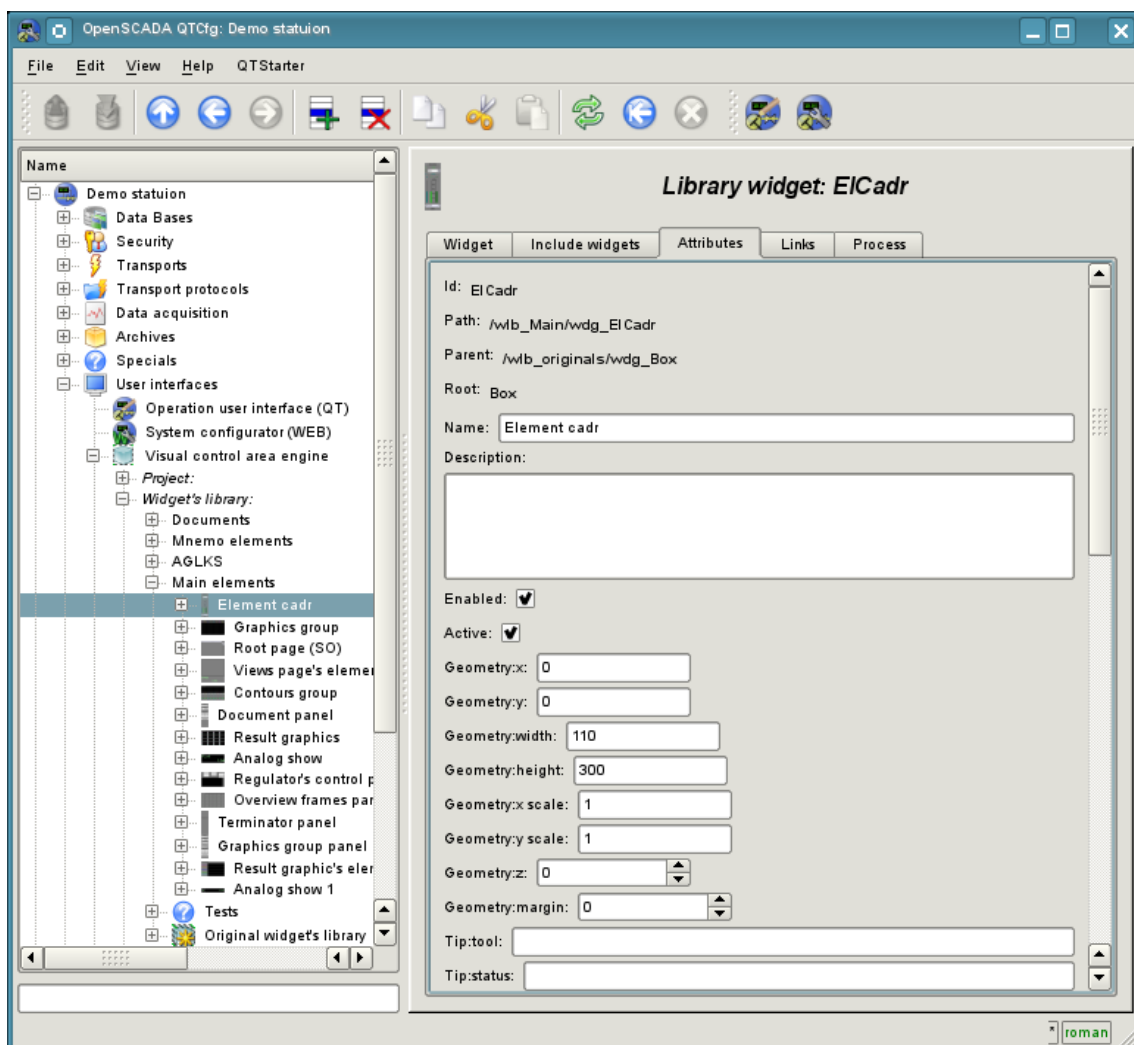 OpenSCADA QTCfg: Demo statuion
File Edit View Help QTStarter
Name
Demo statuion
Data Bases
Security
Transports
Transport protocols
Data acquisition
Archives
Specials
User interfaces
Operation user interface (QT)
System configurator (WEB)
Visual control area engine
Project:
Widget's library:
Documents
Mnemo elements
AGLKS
Main elements
Element cadr
Graphics group
Root page (SO)
Views page's elemen
Contours group
Document panel
Result graphics
Analog show
Regulator's control p
Overview frames par
Terminator panel
Graphics group panel
Result graphic's eler
Analog show 1
Tests
Original widget's library
Library widget: ElCadr
Widget Include widgets Attributes Links Process
Id: ElCadr
Path: /wlb_Main/wdg_ElCadr
Parent: /wlb_originals/wdg_Box
Root: Box
Name: Element cadr
Description:
Enabled:
Active:
Geometry:x: 0
Geometry:y: 0
Geometry:width: 110
Geometry:height: 300
Geometry:x scale: 1
Geometry:y scale: 1
Geometry:z: 0
Geometry:margin: 0
Tip:tool:
Tip:status:
* roman